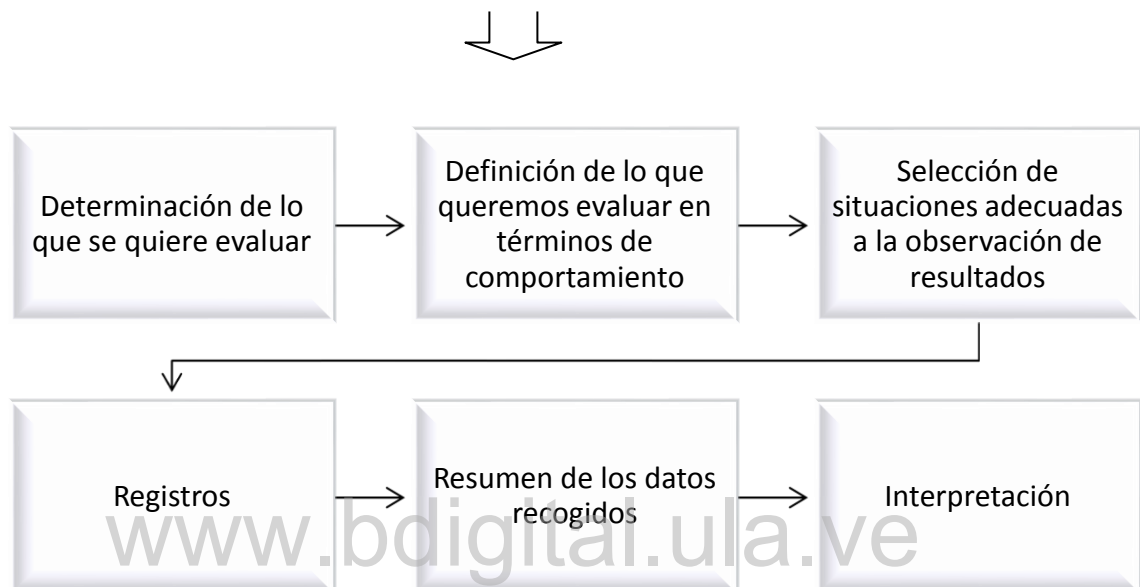 Determinación de lo
que se quiere evaluar
Definición de lo que
queremos evaluar en
términos de
comportamiento
Selección de
situaciones adecuadas
a la observación de
resultados
Registros
Resumen de los datos
recogidos
Interpretación
www.bdigital.ula.ve